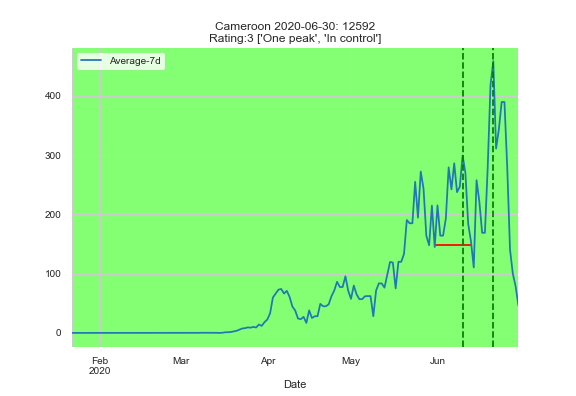 Cameroon 2020-06-30: 12592
Rating:3 ['One peak', 'In control']
Average-7d
400
300
200
100
0
Feb Mar Apr May Jun
2020
Date